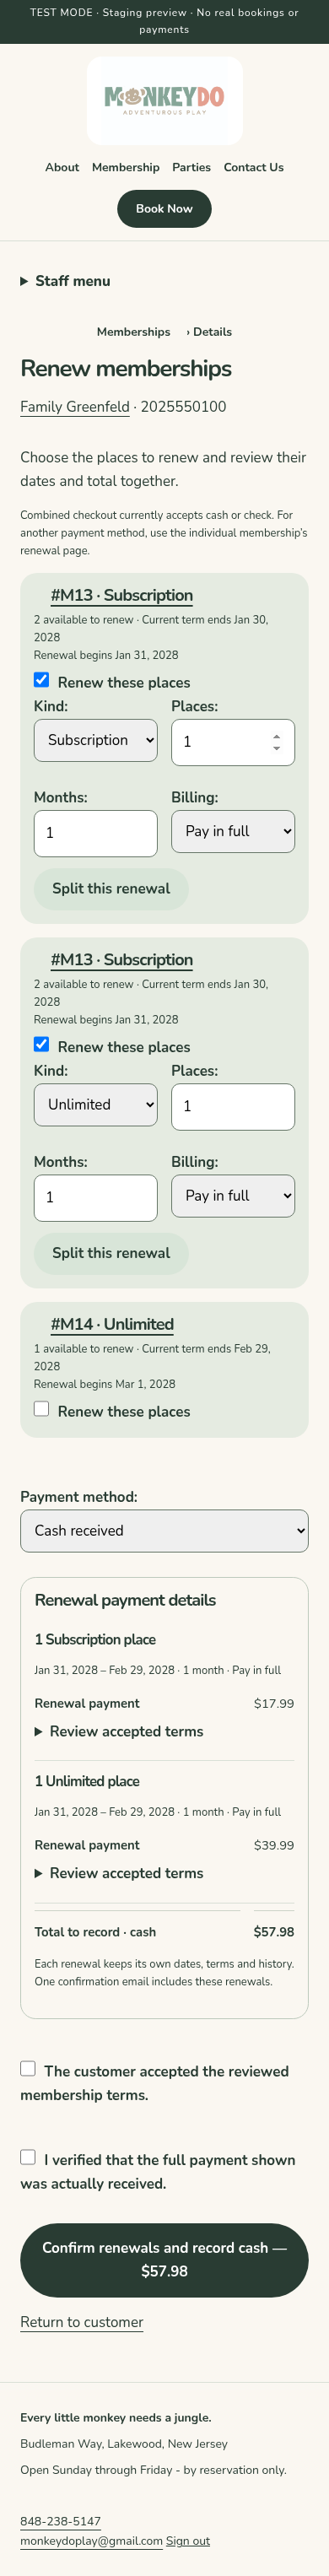 TEST MODE · Staging preview · No real bookings or
payments
MONKEYDO
ADVENTUROUS PLAY
About Membership Parties Contact Us
Book Now
Staff menu
Memberships › Details
Renew memberships
Family Greenfeld · 2025550100
Choose the places to renew and review their
dates and total together.
Combined checkout currently accepts cash or check. For
another payment method, use the individual membership's
renewal page.
#M13 · Subscription
2 available to renew · Current term ends Jan 30,
2028
Renewal begins Jan 31, 2028
Renew these places
Kind: Places:
Subscription 1
Months: Billing:
1 Pay in full
Split this renewal
#M13 · Subscription
2 available to renew · Current term ends Jan 30,
2028
Renewal begins Jan 31, 2028
Renew these places
Kind: Places:
Unlimited 1
Months: Billing:
1 Pay in full
Split this renewal
#M14 · Unlimited
1 available to renew · Current term ends Feb 29,
2028
Renewal begins Mar 1, 2028
Renew these places
Payment method:
Cash received
Renewal payment details
1 Subscription place
Jan 31, 2028 – Feb 29, 2028 · 1 month · Pay in full
Renewal payment $17.99
Review accepted terms
1 Unlimited place
Jan 31, 2028 – Feb 29, 2028 · 1 month · Pay in full
Renewal payment $39.99
Review accepted terms
Total to record · cash $57.98
Each renewal keeps its own dates, terms and history.
One confirmation email includes these renewals.
The customer accepted the reviewed
membership terms.
I verified that the full payment shown
was actually received.
Confirm renewals and record cash —
$57.98
Return to customer
Every little monkey needs a jungle.
Budleman Way, Lakewood, New Jersey
Open Sunday through Friday - by reservation only.
848-238-5147
monkeydoplay@gmail.com Sign out